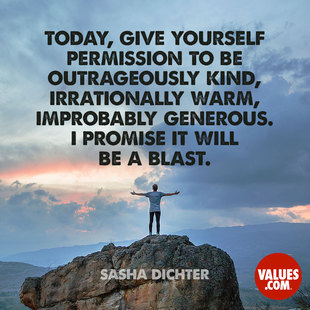 TODAY, GIVE YOURSELF
PERMISSION TO BE
OUTRAGEOUSLY KIND,
IRRATIONALLY WARM,
IMPROBABLY GENEROUS.
I PROMISE IT WILL
BE A BLAST.
SASHA DICHTER
VALUES
.COM